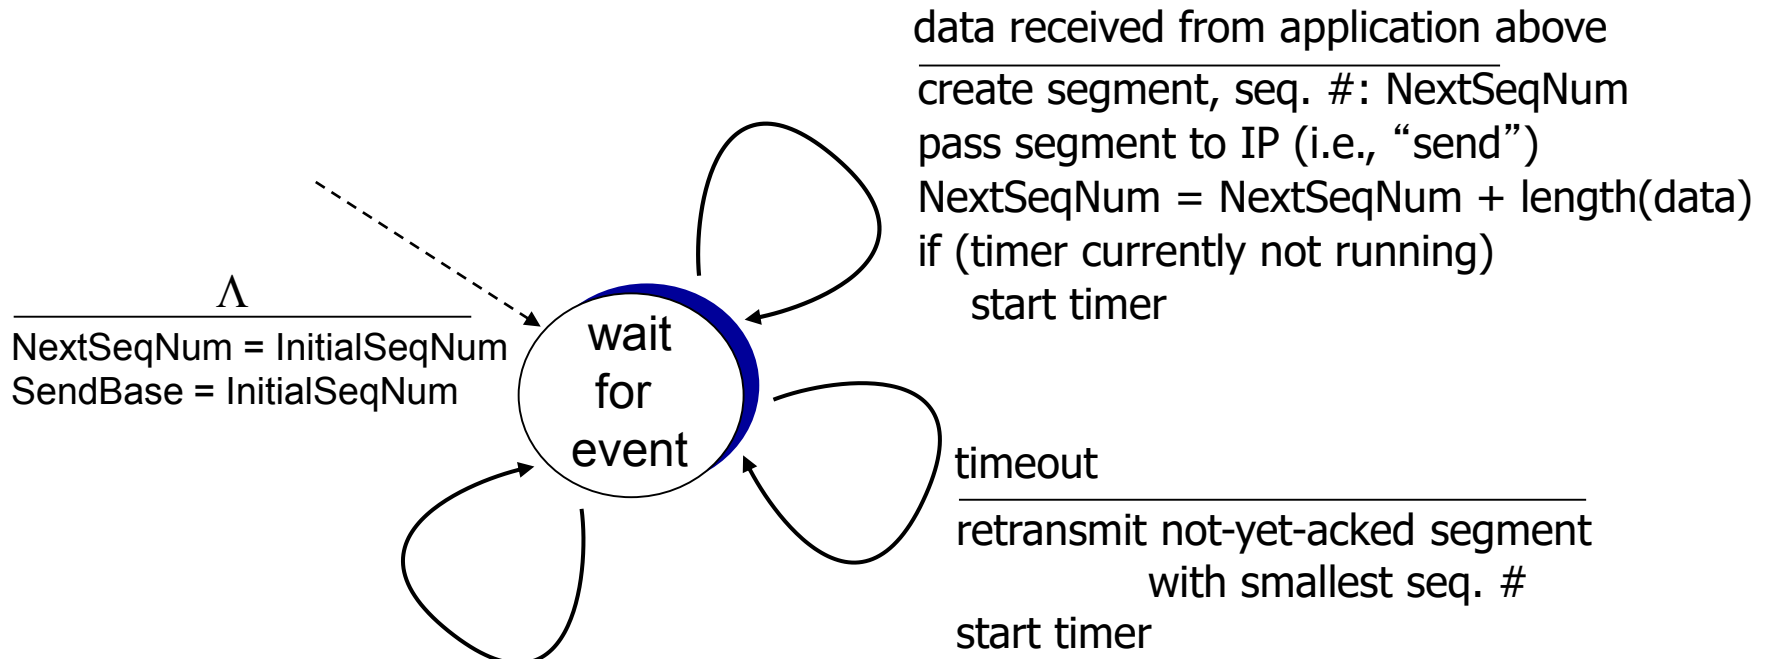 data received from application above
create segment, seq. #: NextSeqNum
pass segment to IP (i.e., “send”)
NextSeqNum = NextSeqNum + length(data)
if (timer currently not running)
start timer
Λ
NextSeqNum = InitialSeqNum
SendBase = InitialSeqNum
wait
for
event
timeout
retransmit not-yet-acked segment
with smallest seq. #
start timer